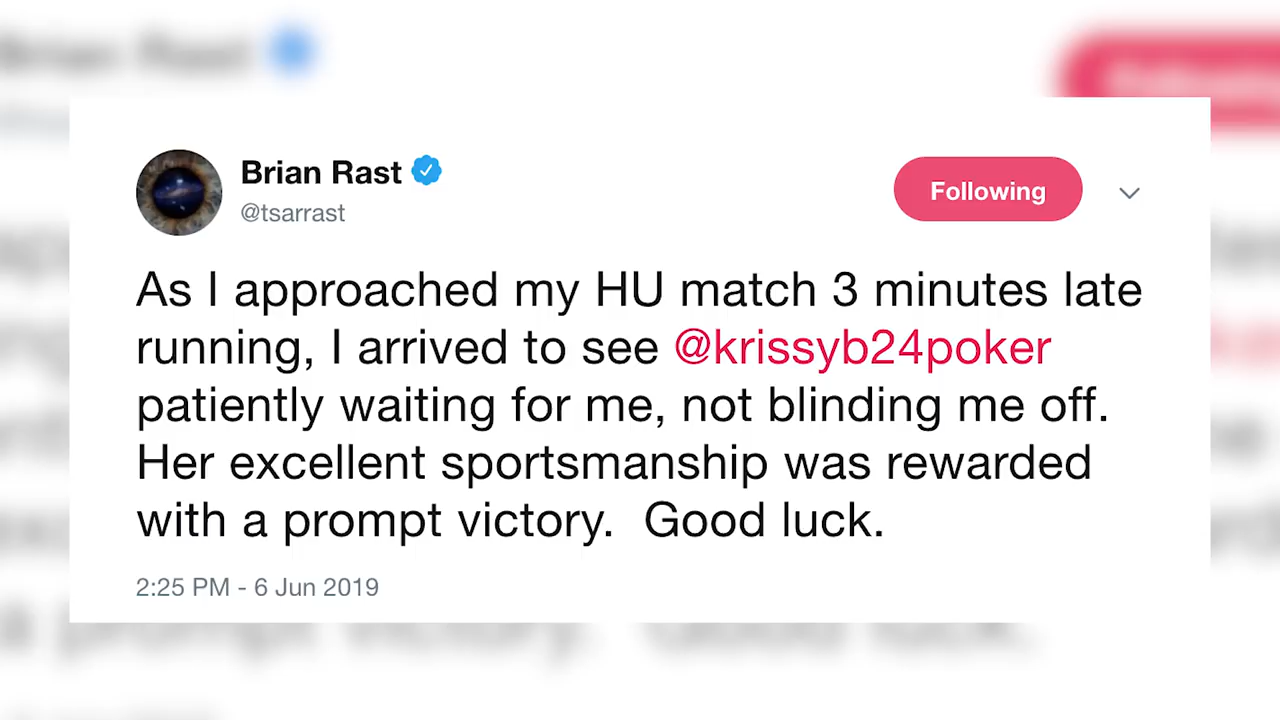 Brian Rast
@tsarrast
Following
As I approached my HU match 3 minutes late
running, I arrived to see @krissyb24poker
patiently waiting for me, not blinding me off.
Her excellent sportsmanship was rewarded
with a prompt victory.  Good luck.
2:25 PM - 6 Jun 2019